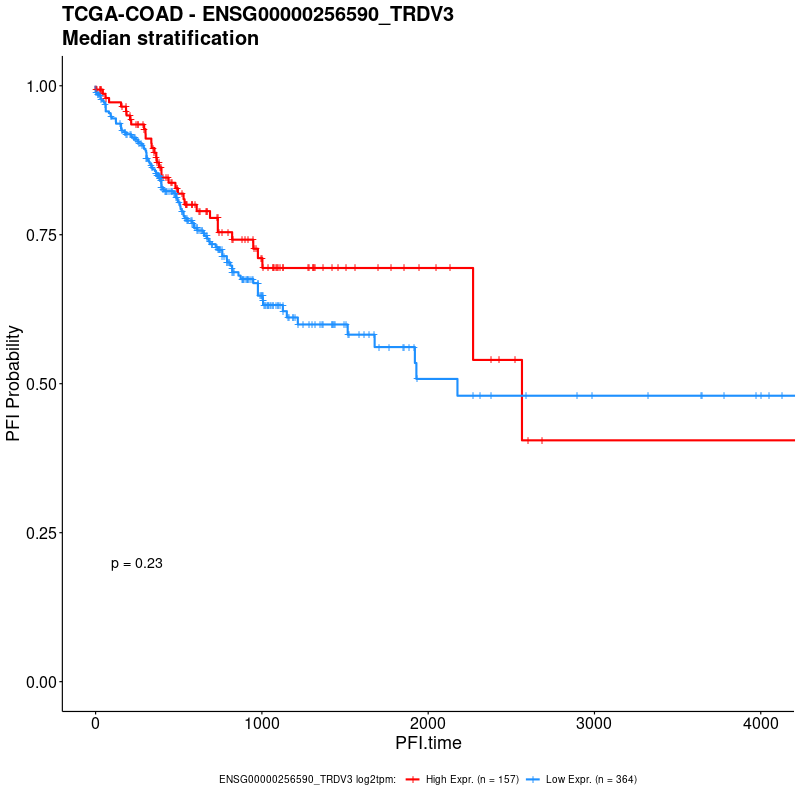 TCGA-COAD - ENSG00000256590_TRDV3
Median stratification
PFI Probability
1.00
0.75
0.50
0.25
0.00
p = 0.23
0 1000 2000 3000 4000
PFI.time
ENSG00000256590_TRDV3 log2tpm: High Expr. (n = 157) Low Expr. (n = 364)